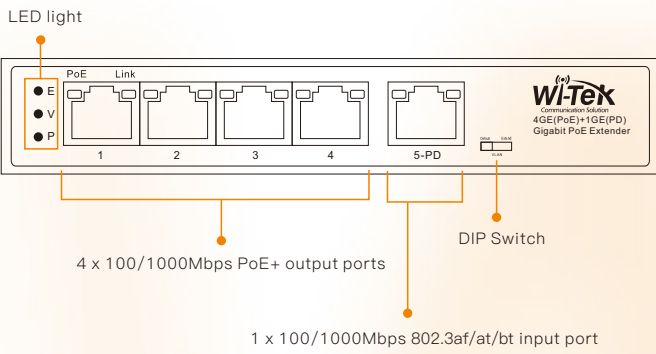 LED light
PoE Link
E
V
P
1 2 3 4 5-PD
Wi-Tek
Communication Solution
4GE(PoE)+1GE(PD)
Gigabit PoE Extender
VLAN
DIP Switch
4 x 100/1000Mbps PoE+ output ports
1 x 100/1000Mbps 802.3af/at/bt input port